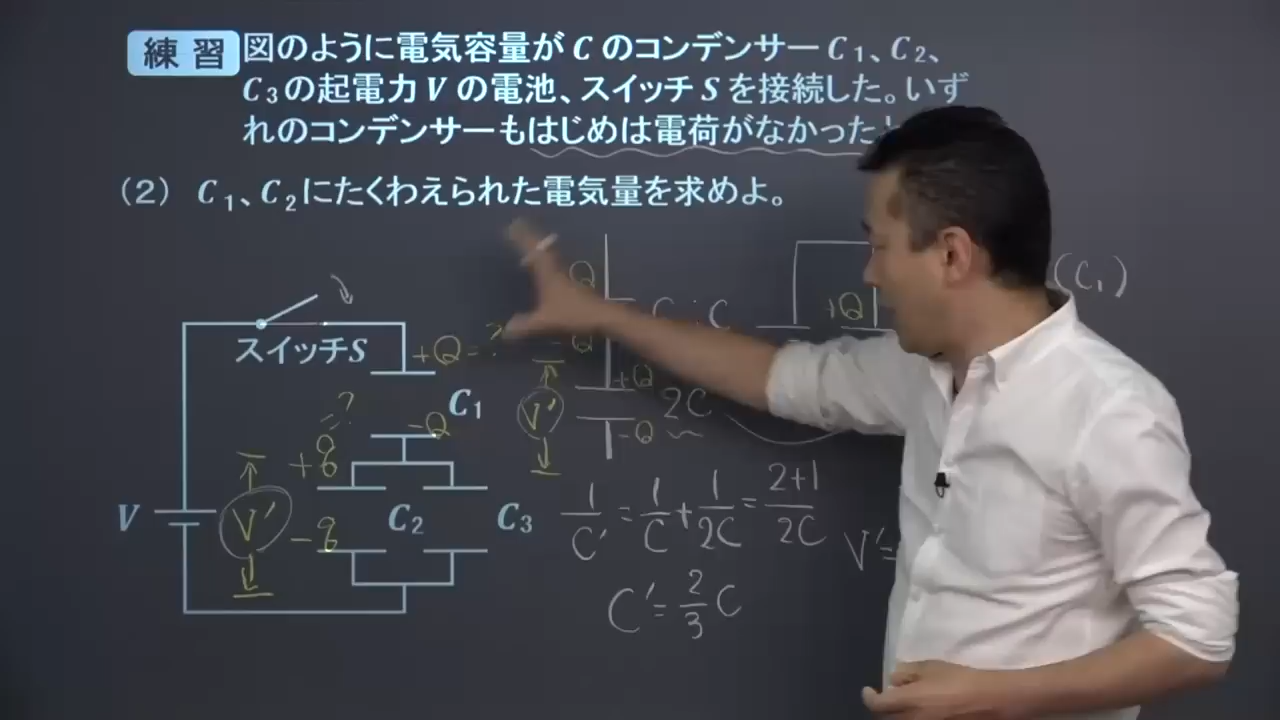 練習 図のように電気容量が C のコンデンサー C₁、C₂、
C₃の起電力 V の電池、スイッチ S を接続した。いず
れのコンデンサーもはじめは電荷がなかったと
(2) C₁、C₂にたくわえられた電気量を求めよ。
スイッチS
+Q=?
C₁
-Q
=?
+q
V'
-q
V
C₂
C₃
Q
-Q
C
C
+Q
V'
2C
-Q
+Q
(C₁)
1/C' = 1/C + 1/2C = 2+1/2C
V'=
C' = 2/3 C